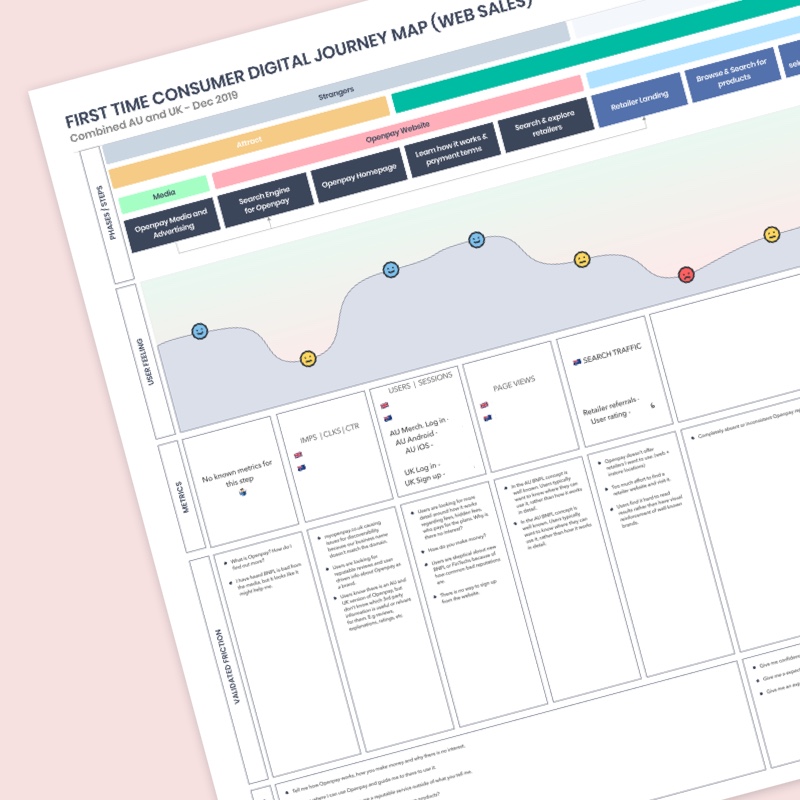 FIRST TIME CONSUMER DIGITAL JOURNEY MAP (WEB SALES)
Combined AU and UK - Dec 2019
PHASES / STEPS
Strangers
Attract
Media
Openpay Website
Openpay Media and
Advertising
Search Engine
for Openpay
Openpay Homepage
Learn how it works &
payment terms
Search & explore
retailers
Retailer Landing
Browse & Search for
products
USER FEELING
METRICS
No known metrics for
this step
IMPS | CLKS | CTR
USERS | SESSIONS
AU Merch. Log in -
AU Android -
AU iOS -
UK Log in -
UK Sign up -
PAGE VIEWS
SEARCH TRAFFIC
Retailer referrals -
User rating - 6
VALIDATED FRICTION
What is Openpay? How do I
find out more?
I have heard BNPL is bad from
the media, but it looks like it
might help me.
myopenpay.co.uk causing
issues for discoverability
because our business name
doesn't match the domain.
Users are looking for
reputable reviews and user
driven info about Openpay as
a brand.
Users know there is an AU and
UK version of Openpay, but
don't know which 3rd party
information is useful or relevant
for them. E.g reviews,
explanations, ratings, etc.
Users are looking for more
detail around how it works
regarding fees, hidden fees,
who pays for the plans. Why is
there no interest?
How do you make money?
Users are skeptical about new
BNPL or FinTechs because of
how common bad reputations
are.
There is no way to sign up
from the website.
In the AU BNPL concept is
well known. Users typically
want to know where they can
use it, rather than how it works
in detail.
In the AU BNPL concept is
well known. Users typically
want to know where they can
use it, rather than how it works
in detail.
Openpay doesn't offer
retailers I want to use (web +
instore locations)
Too much effort to find a
retailer website and visit it.
Users find it hard to read
results rather than have visual
reinforcement of well known
brands.
Completely absent or inconsistent Openpay
Tell me how Openpay works, how you make money and why there is no interest.
where I can use Openpay and guide me there to use it.
a reputable service outside of what you tell me.
products?
Give me
Give me a
Give me an